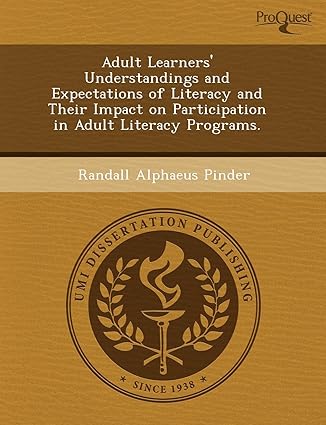 ProQuest
Adult Learners'
Understandings and
Expectations of Literacy and
Their Impact on Participation
in Adult Literacy Programs.
Randall Alphaeus Pinder
UMI DISSERTATION PUBLISHING
SINCE 1938